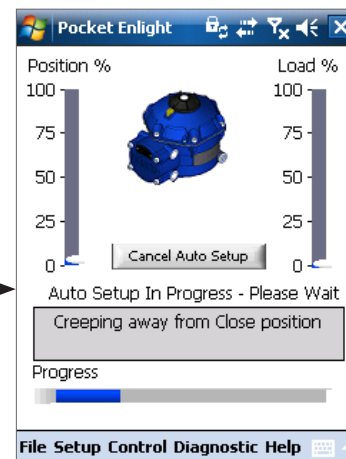 Pocket Enlight
Position % Load %
100 100
75 75
50 50
25 25
Cancel Auto Setup
0 0
Auto Setup In Progress - Please Wait
Creeping away from Close position
Progress
File Setup Control Diagnostic Help